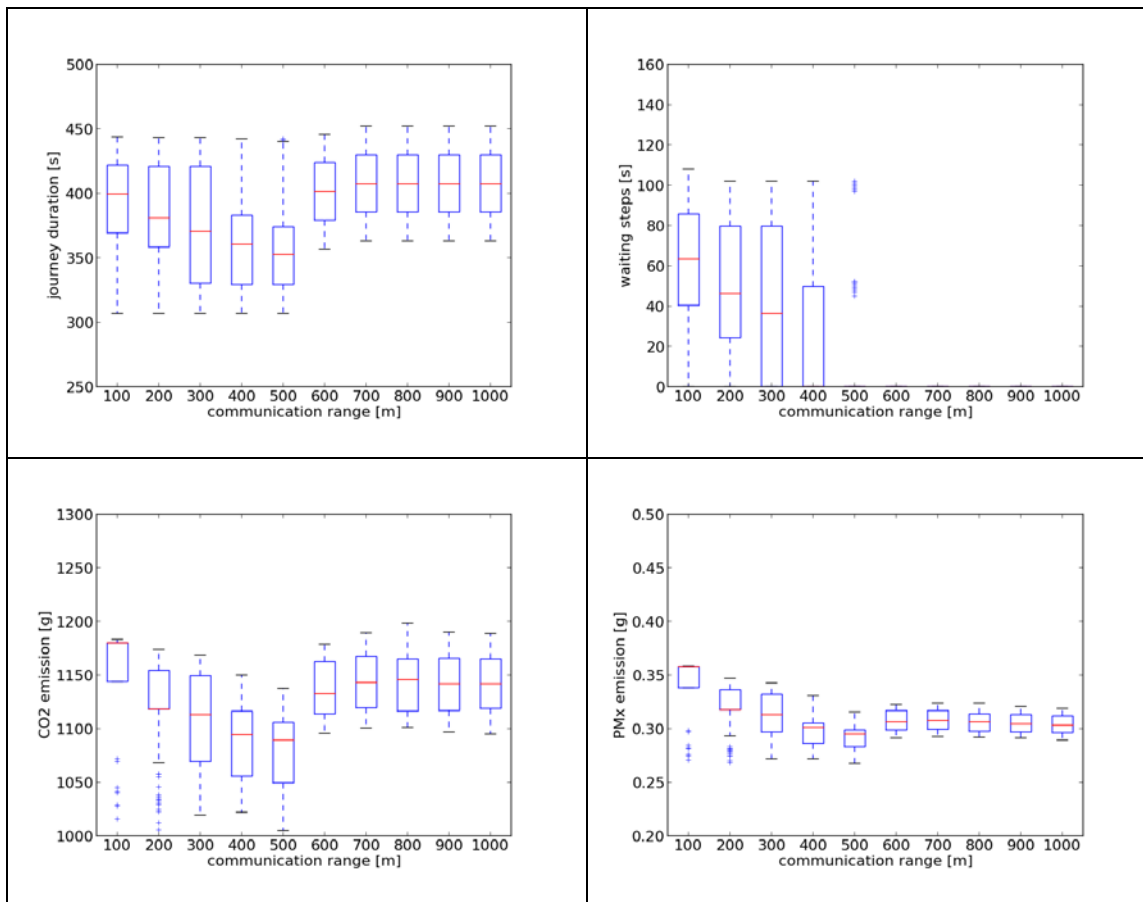 500
450
400
350
300
250
journey duration [s]
100 200 300 400 500 600 700 800 900 1000
communication range [m]
160
140
120
100
80
60
40
20
0
waiting steps [s]
100 200 300 400 500 600 700 800 900 1000
communication range [m]
1300
1250
1200
1150
1100
1050
1000
CO2 emission [g]
100 200 300 400 500 600 700 800 900 1000
communication range [m]
0.50
0.45
0.40
0.35
0.30
0.25
0.20
PMx emission [g]
100 200 300 400 500 600 700 800 900 1000
communication range [m]